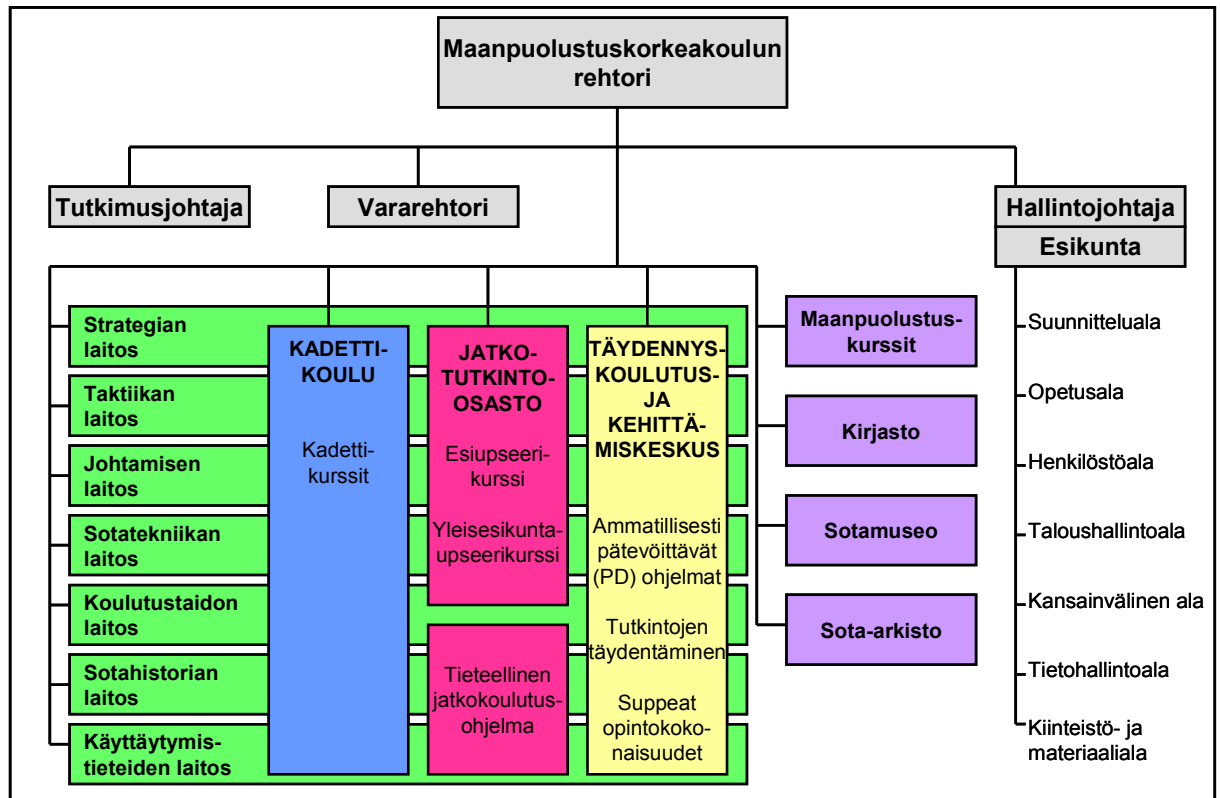 Maanpuolustuskorkeakoulun
rehtori
Tutkimusjohtaja
Vararehtori
Hallintojohtaja
Esikunta
Strategian
laitos
Taktiikan
laitos
Johtamisen
laitos
Sotatekniikan
laitos
Koulutustaidon
laitos
Sotahistorian
laitos
Käyttäytymis-
tieteiden laitos
KADETTI-
KOULU
Kadetti-
kurssit
JATKO-
TUTKINTO-
OSASTO
Esiupseeri-
kurssi
Yleisesikunta-
upseerikurssi
Tieteellinen
jatkokoulutus-
ohjelma
TÄYDENNYS-
KOULUTUS-
JA
KEHITTÄ-
MISKESKUS
Ammatillisesti
pätevöittävät
(PD) ohjelmat
Tutkintojen
täydentäminen
Suppeat
opintokoko-
naisuudet
Maanpuolustus-
kurssit
Kirjasto
Sotamuseo
Sota-arkisto
Suunnitteluala
Opetusala
Henkilöstöala
Taloushallintoala
Kansainvälinen ala
Tietohallintoala
Kiinteistö- ja
materiaaliala